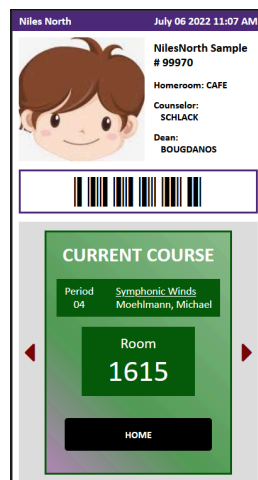 Niles North July 06 2022 11:07 AM
NilesNorth Sample
# 99970
Homeroom: CAFE
Counselor:
SCHLACK
Dean:
BOUGDANOS
CURRENT COURSE
Period Symphonic Winds
04 Moehlmann, Michael
Room
1615
HOME